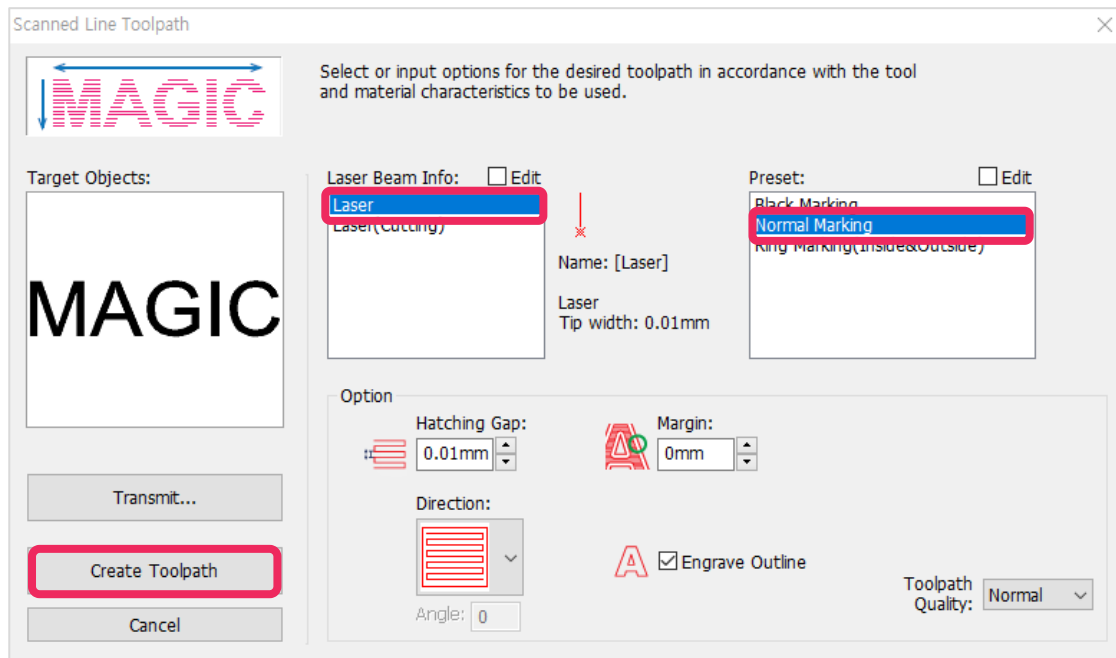 Scanned Line Toolpath
MAGIC
Select or input options for the desired toolpath in accordance with the tool
and material characteristics to be used.
Target Objects:
MAGIC
Transmit...
Create Toolpath
Cancel
Laser Beam Info:
Edit
Laser
Laser(Cutting)
Name: [Laser]
Laser
Tip width: 0.01mm
Preset:
Edit
Black Marking
Normal Marking
Ring Marking(Inside&Outside)
Option
Hatching Gap:
0.01mm
Margin:
0mm
Direction:
Angle: 0
A
Engrave Outline
Toolpath
Quality:
Normal